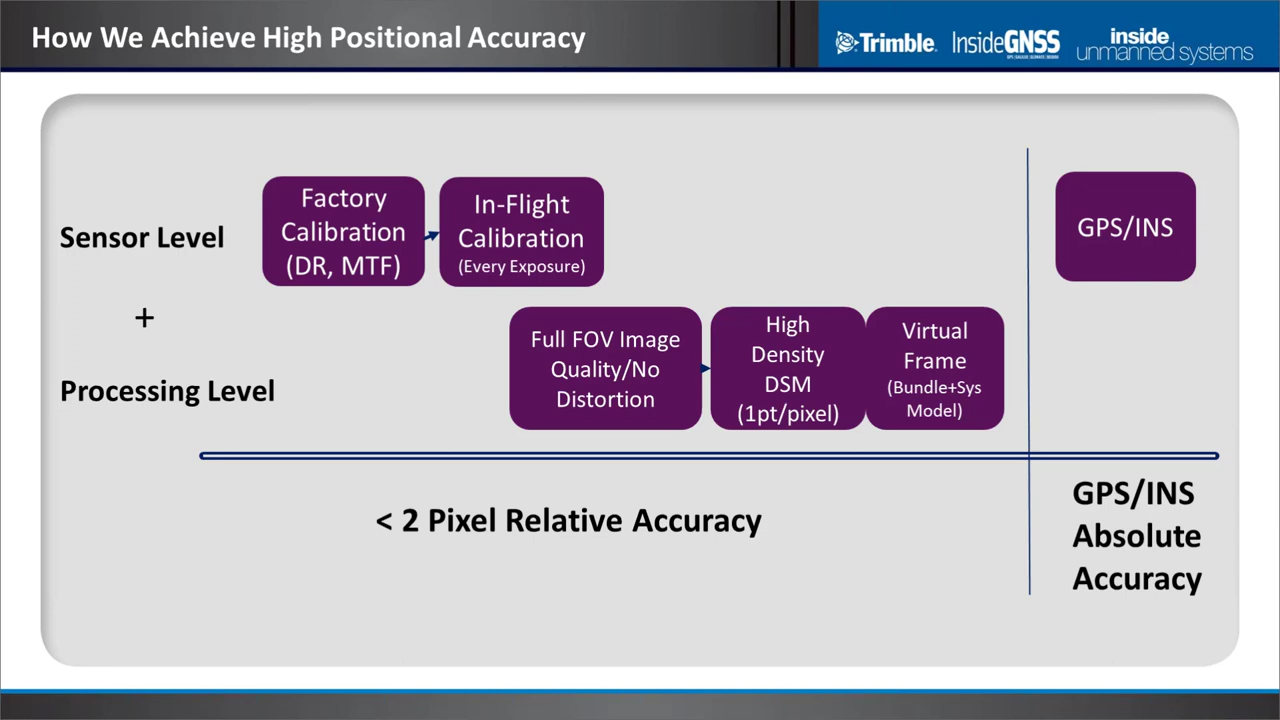 How We Achieve High Positional Accuracy
Trimble
InsideGNSS
inside
unmanned systems
Sensor Level
Factory
Calibration
(DR, MTF)
In-Flight
Calibration
(Every Exposure)
GPS/INS
+
Processing Level
Full FOV Image
Quality/No
Distortion
High
Density
DSM
(1pt/pixel)
Virtual
Frame
(Bundle+Sys
Model)
< 2 Pixel Relative Accuracy
GPS/INS
Absolute
Accuracy